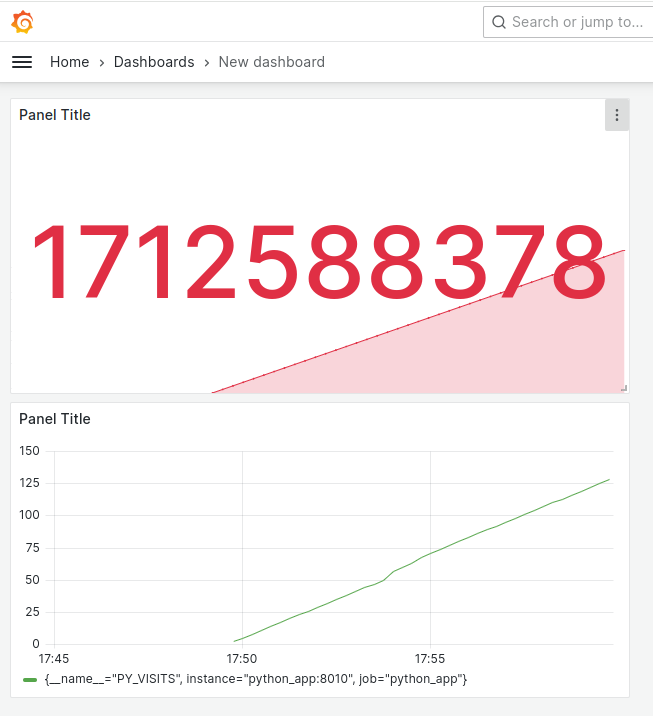 Search or jump to...
Home › Dashboards › New dashboard
Panel Title
1712588378
Panel Title
150
125
100
75
50
25
0
17:45 17:50 17:55
{__name__="PY_VISITS", instance="python_app:8010", job="python_app"}